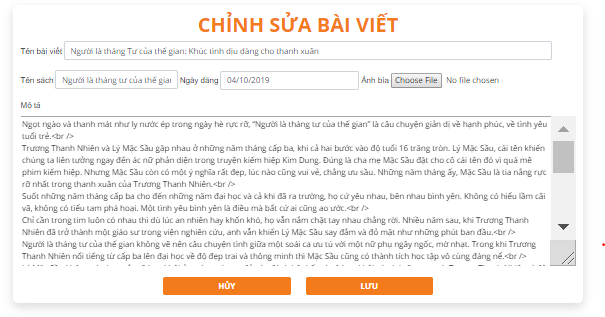 CHỈNH SỬA BÀI VIẾT
Tên bài viết Người là tháng Tư của thế gian: Khúc tình dịu dàng cho thanh xuân
Tên sách Người là tháng tư của thế gian Ngày đăng 04/10/2019 Ảnh bìa Choose File No file chosen
Mô tả
Ngọt ngào và thanh mát như ly nước ép trong ngày hè rực rỡ, "Người là tháng tư của thế gian" là câu chuyện giản dị về hạnh phúc, về tình yêu
tuổi trẻ.<br />
Trương Thanh Nhiên và Lý Mặc Sầu gặp nhau ở những năm tháng cấp ba, khi cả hai bước vào độ tuổi 16 trăng tròn. Lý Mặc Sầu, cái tên khiến
chúng ta liên tưởng ngay đến ác nữ phản diện trong truyện kiếm hiệp Kim Dung. Đúng là cha mẹ Mặc Sầu đặt cho cô cái tên đó vì quá mê
phim kiếm hiệp. Nhưng Mặc Sầu còn có một ý nghĩa rất đẹp, lúc nào cũng vui vẻ, chẳng ưu sầu. Những năm tháng ấy, Mặc Sầu là tia nắng rực
rỡ nhất trong thanh xuân của Trương Thanh Nhiên.<br />
Suốt những năm tháng cấp ba cho đến những năm đại học và cả khi đã ra trường, họ cứ yêu nhau, bên nhau bình yên. Không có hiểu lầm cãi
vã, không có tiểu tam phá hoại. Một tình yêu bình yên là điều mà bất cứ ai cũng ao ước.<br />
Chỉ cần trong tim luôn có nhau thì dù lúc an nhiên hay khốn khó, họ vẫn nắm chặt tay nhau chẳng rời. Nhiều năm sau, khi Trương Thanh
Nhiên đã trở thành một giáo sư trong viện nghiên cứu, anh vẫn khiến Lý Mặc Sầu say đắm và đỏ mặt như những phút ban đầu.<br />
Người là tháng tư của thế gian không vẽ nên câu chuyện tình giữa một soái ca ưu tú với một nữ phụ ngây ngốc, mờ nhạt. Trong khi Trương
Thanh Nhiên nổi tiếng từ cấp ba lên đại học về độ đẹp trai và thông minh thì Mặc Sầu cũng có thành tích học tập vô cùng đáng nể.<br />
HỦY LƯU